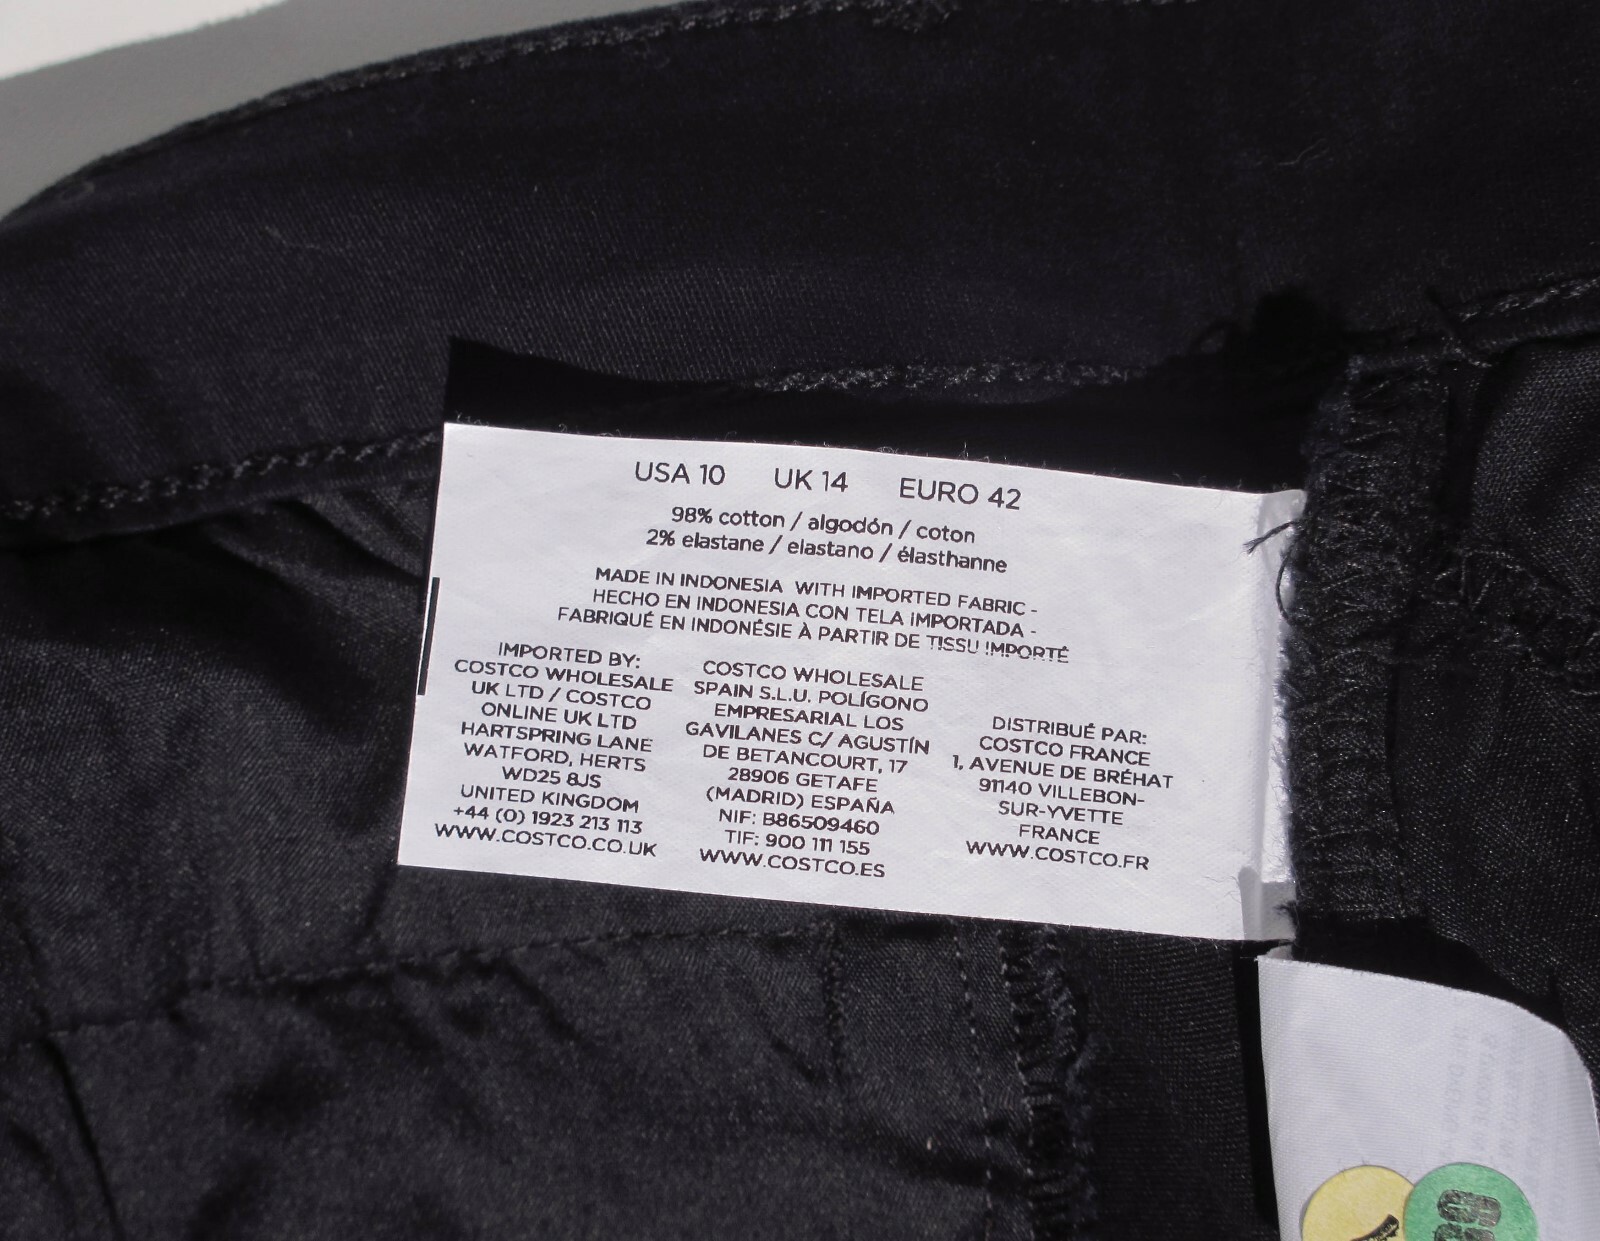 USA 10 UK 14 EURO 42
98% cotton / algodón / coton
2% elastane / elastano / élasthanne
MADE IN INDONESIA WITH IMPORTED FABRIC -
HECHO EN INDONESIA CON TELA IMPORTADA -
FABRIQUÉ EN INDONÉSIE À PARTIR DE TISSU IMPORTÉ
IMPORTED BY:
COSTCO WHOLESALE
UK LTD / COSTCO
ONLINE UK LTD
HARTSPRING LANE
WATFORD, HERTS
WD25 8JS
UNITED KINGDOM
+44 (0) 1923 213 113
WWW.COSTCO.CO.UK
COSTCO WHOLESALE
SPAIN S.L.U. POLÍGONO
EMPRESARIAL LOS
GAVILANES C/ AGUSTÍN
DE BETANCOURT, 17
28906 GETAFE
(MADRID) ESPAÑA
NIF: B86509460
TIF: 900 111 155
WWW.COSTCO.ES
DISTRIBUÉ PAR:
COSTCO FRANCE
1, AVENUE DE BRÉHAT
91140 VILLEBON-
SUR-YVETTE
FRANCE
WWW.COSTCO.FR